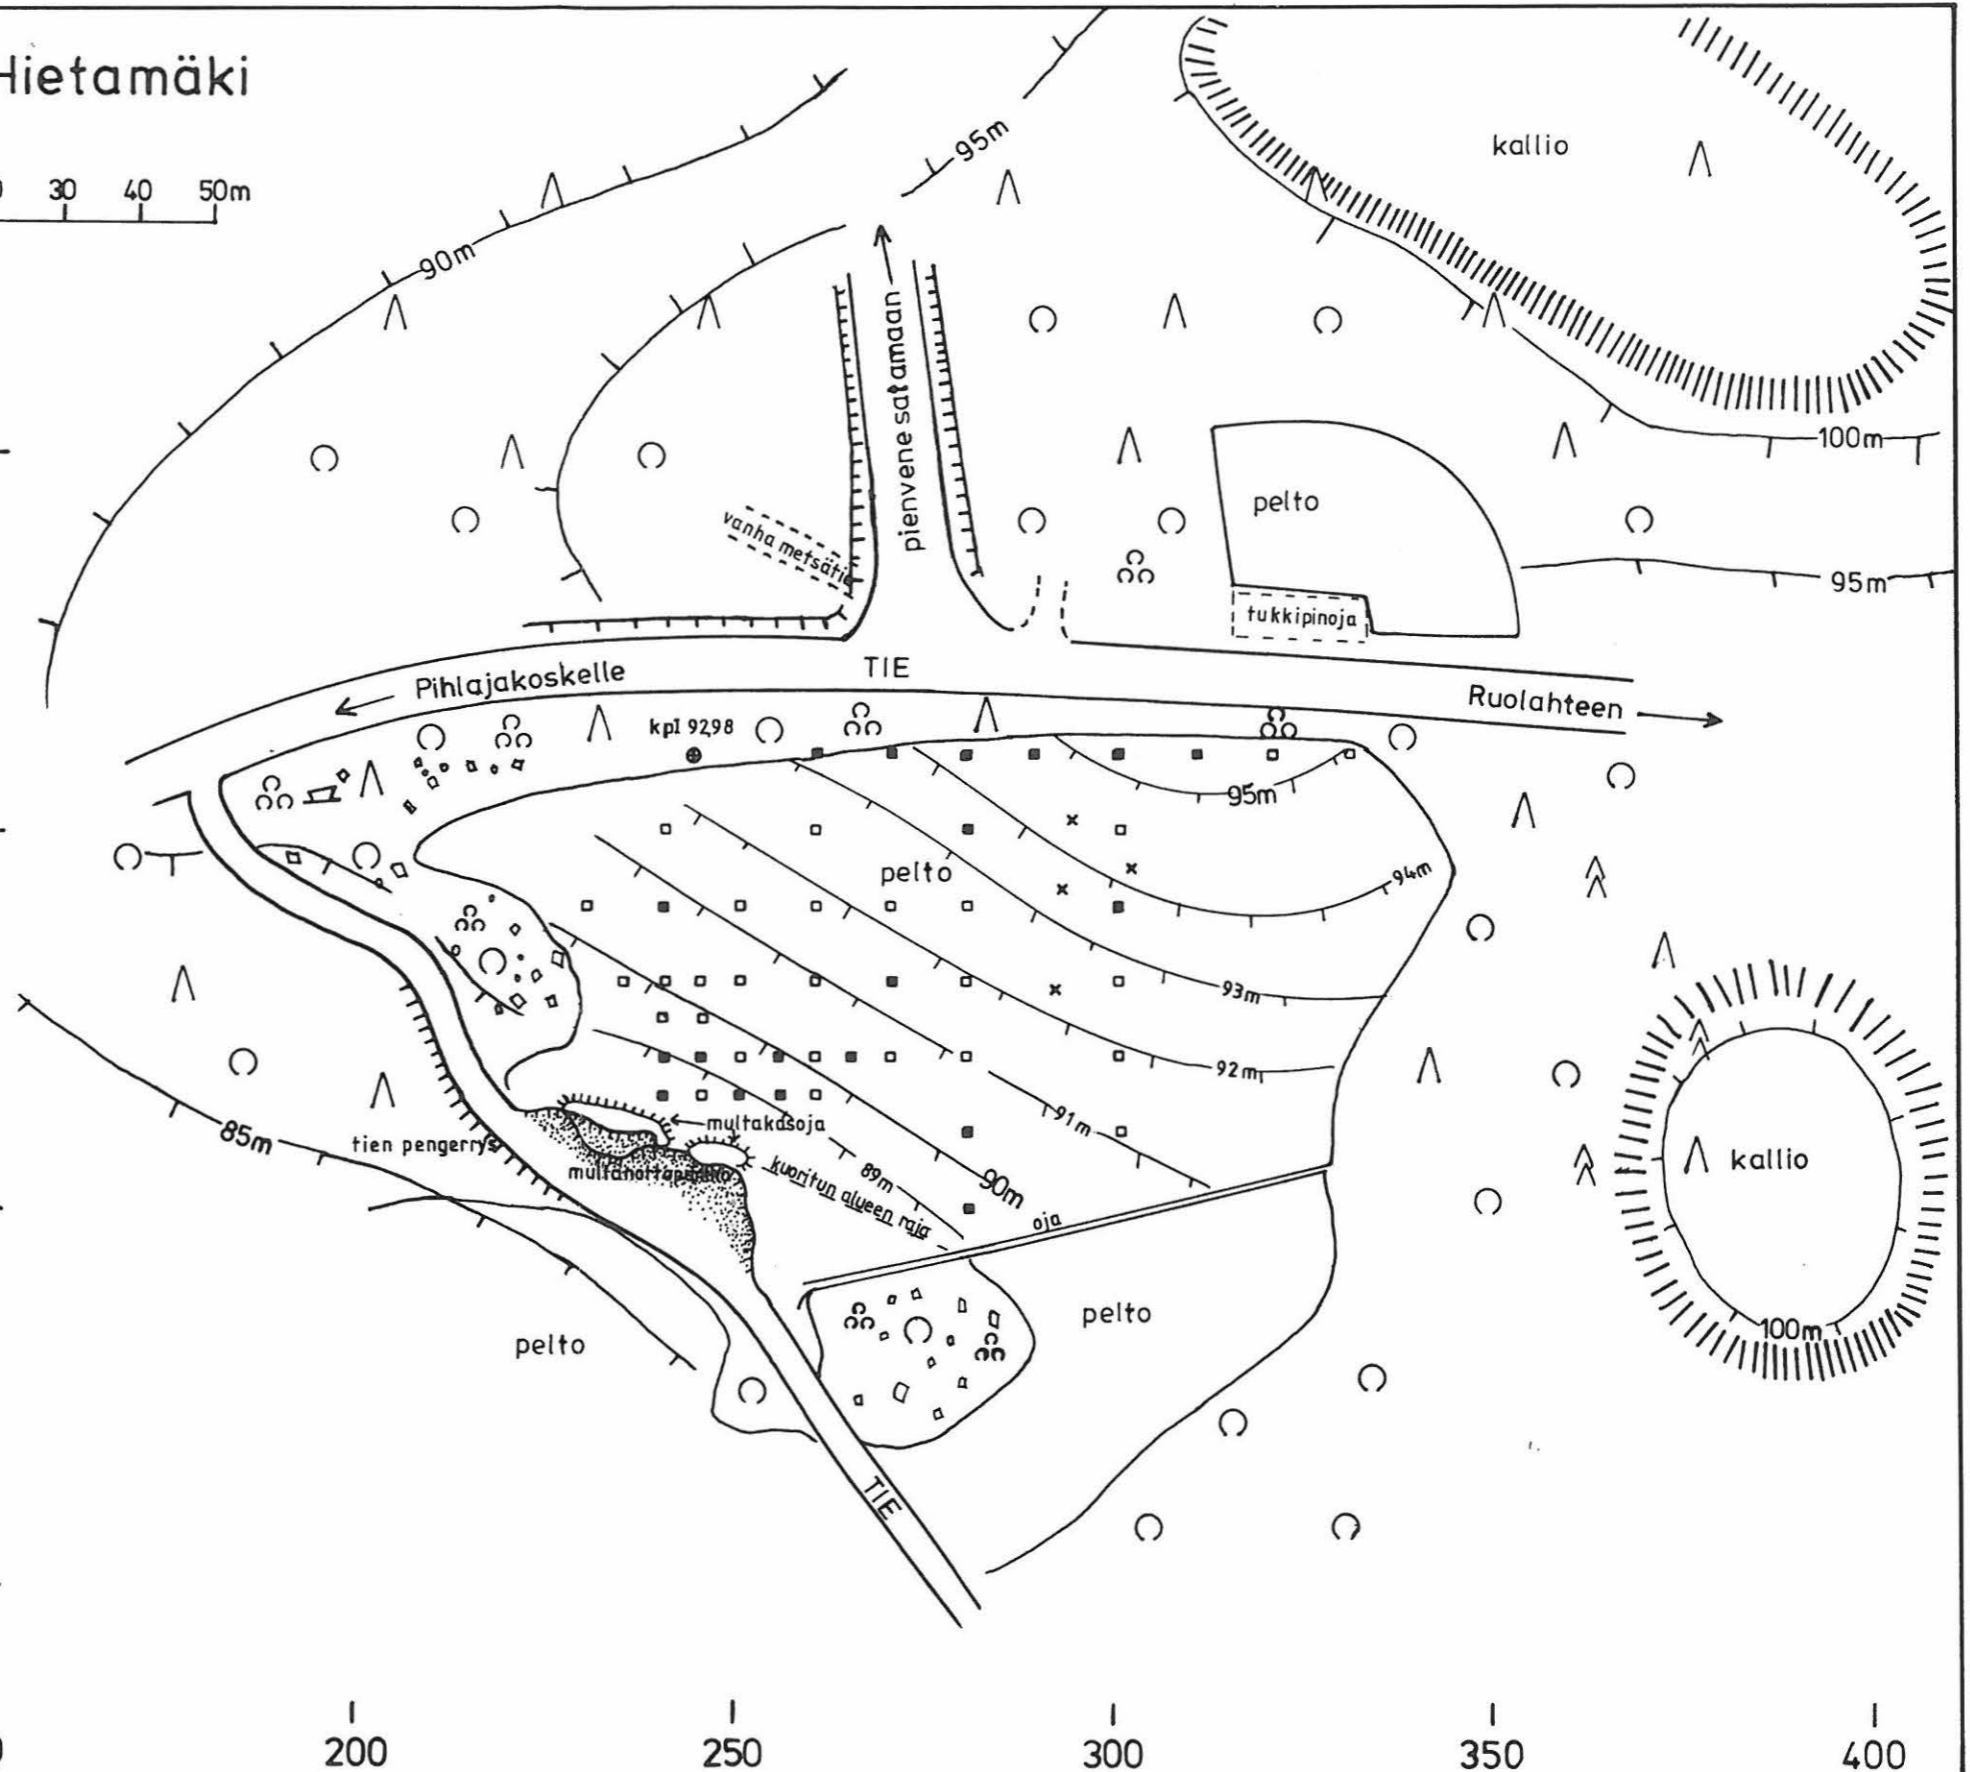 Hietamäki
30 40 50m
95m
kallio
90m
pienvene satamaan
100m
pelto
vanha metsätie
95m
tukkipinoja
TIE
Pihlajakoskelle
Ruolahteen
kpI 92,98
95m
pelto
94m
93m
92m
91m
multakasoja
85m
tien pengerrys
89m
kuoritun alueen raja
90m
kallio
oja
pelto
100m
pelto
TIE
200 250 300 350 400